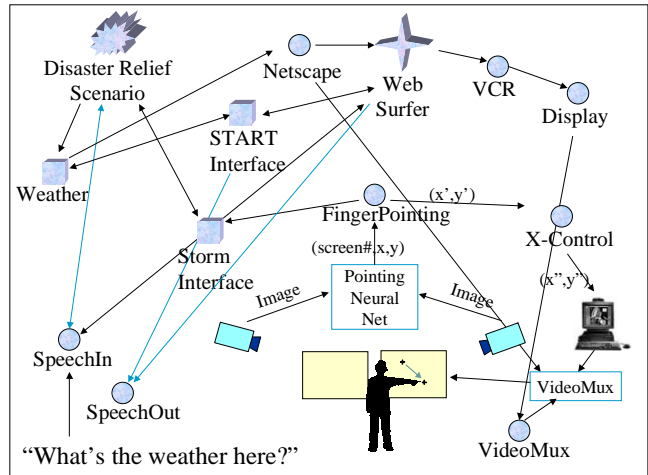 Disaster Relief
Scenario
Netscape
Web
Surfer
VCR
Display
START
Interface
Weather
FingerPointing
(x’,y’)
X-Control
Storm
Interface
(screen#,x,y)
(x”,y”)
Pointing
Neural
Net
Image
Image
SpeechIn
SpeechOut
VideoMux
VideoMux
“What’s the weather here?”